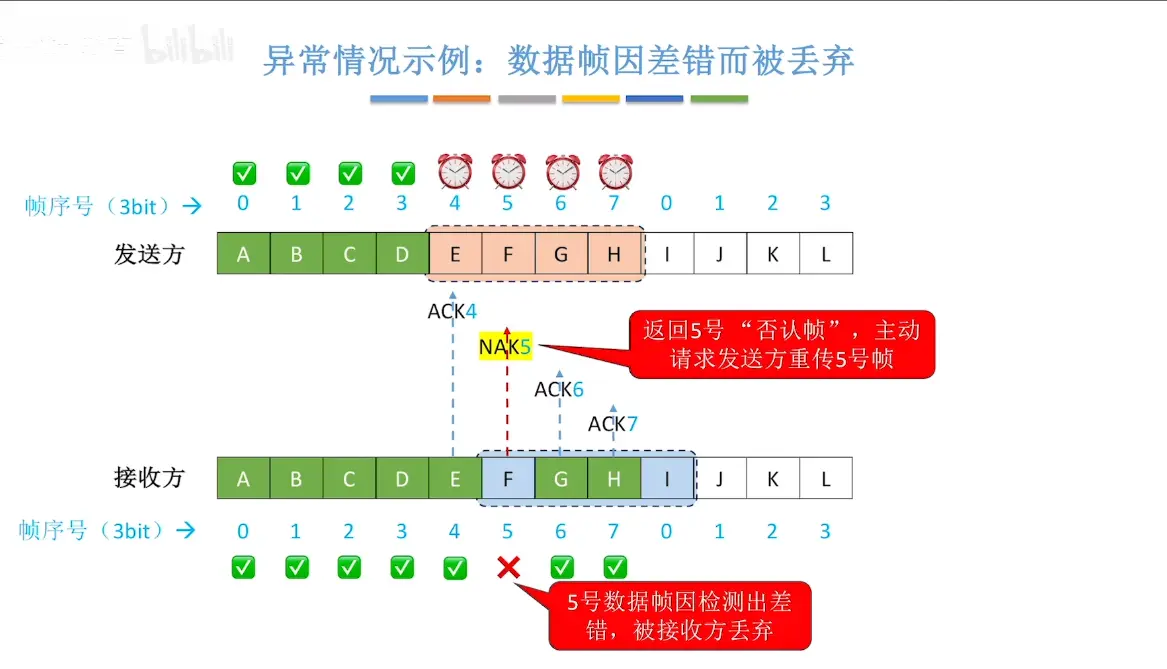 bilibili
异常情况示例：数据帧因差错而被丢弃
帧序号（3bit）→ 0 1 2 3 4 5 6 7 0 1 2 3
发送方 A B C D E F G H I J K L
ACK4
NAK5
返回5号“否认帧”，主动
请求发送方重传5号帧
ACK6
ACK7
接收方 A B C D E F G H I J K L
帧序号（3bit）→ 0 1 2 3 4 5 6 7 0 1 2 3
5号数据帧因检测出差
错，被接收方丢弃